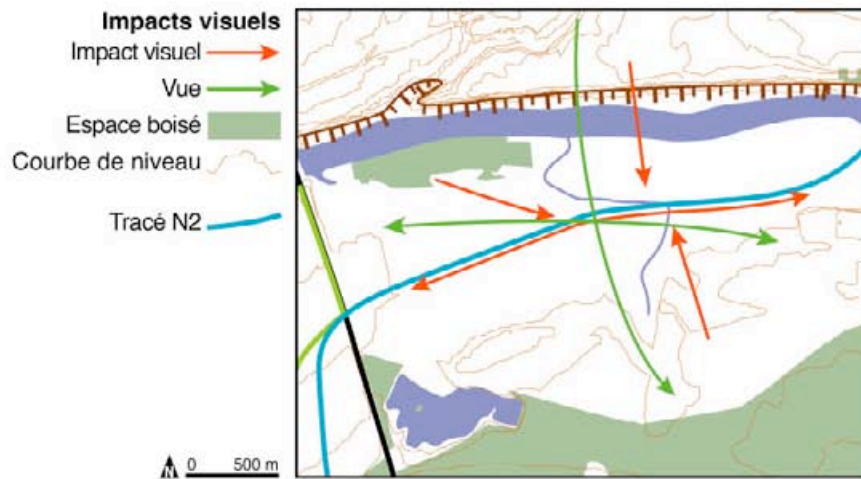 Impacts visuels
Impact visuel
Vue
Espace boisé
Courbe de niveau
Tracé N2
N 0 500 m